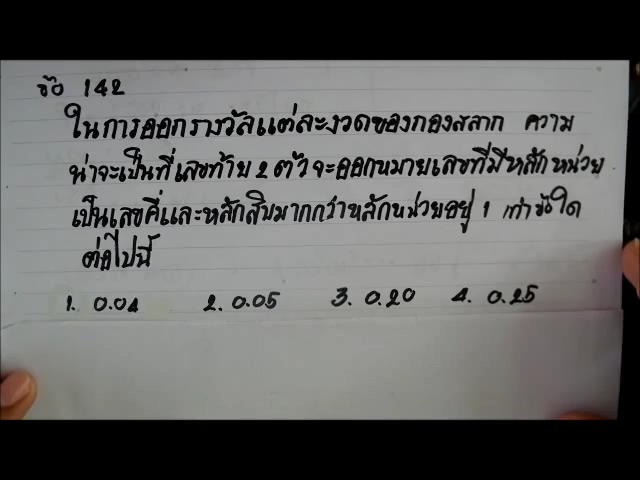 ข้อ 142
ในการออกรางวัลแต่ละงวดของกองสลาก ความ
น่าจะเป็นที่เลขท้าย 2 ตัวจะออกหมายเลขที่มีหลักหน่วย
เป็นเลขคี่และหลักสิบมากกว่าหลักหน่วยอยู่ 1 เท่าข้อใด
ต่อไปนี้
1. 0.04 2. 0.05 3. 0.20 4. 0.25